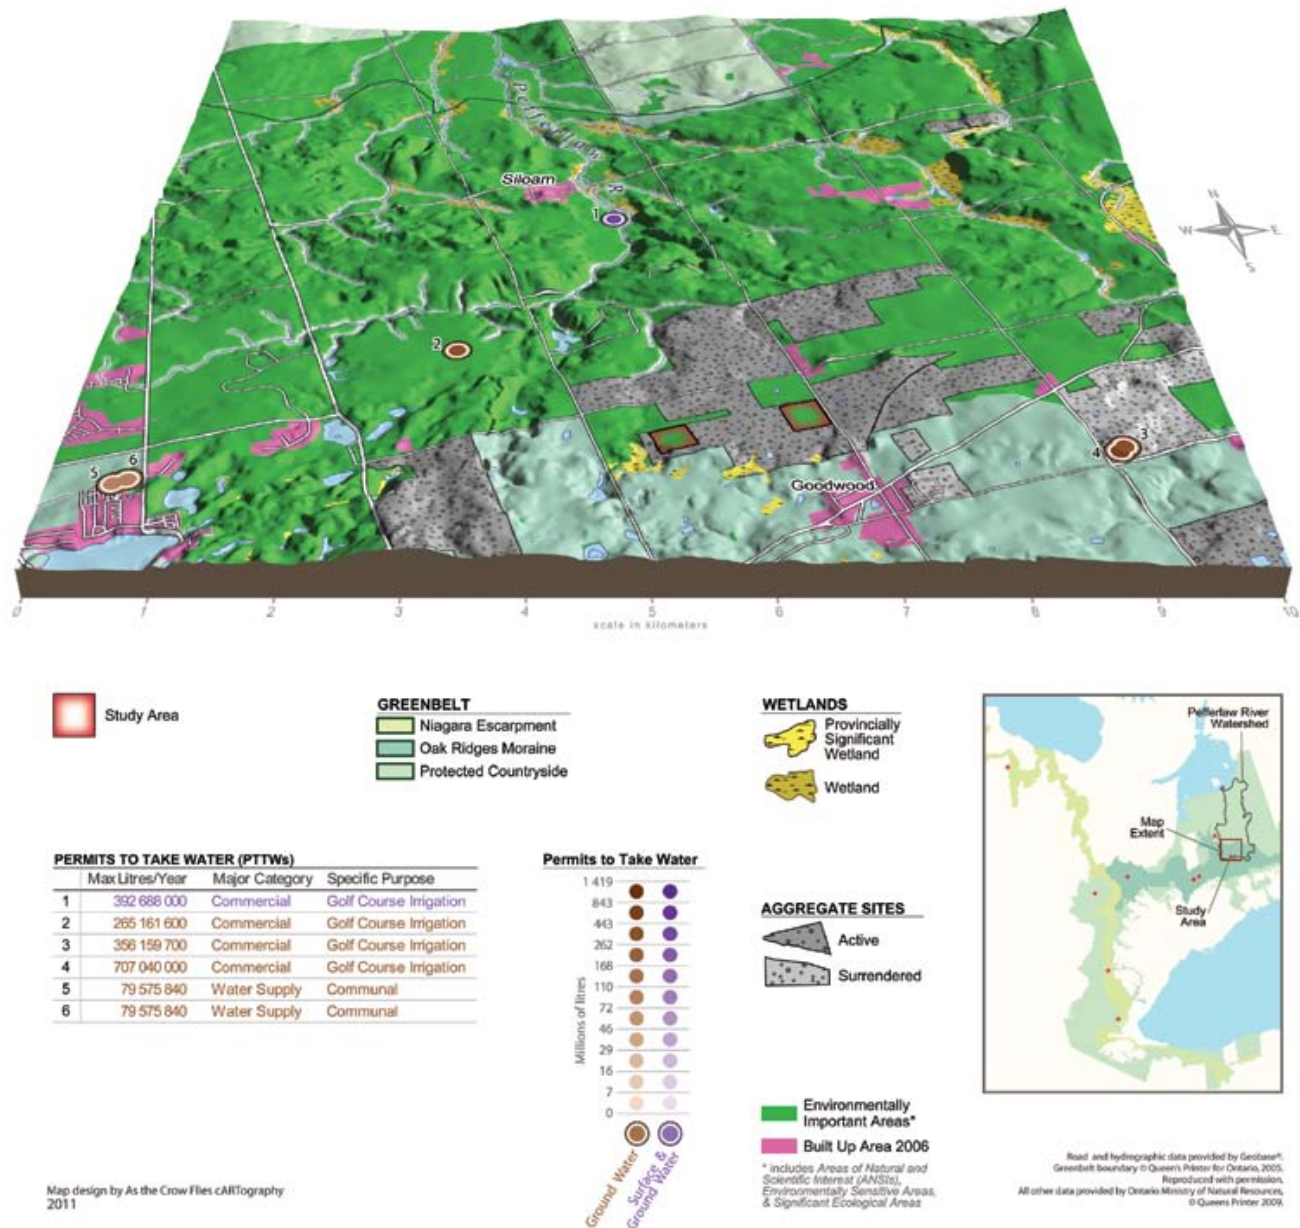 Pefferlaw R
Siloam
1
2
3
4
5
6
Goodwood
N
W E
S
0 1 2 3 4 5 6 7 8 9 10
scale in kilometers
Study Area
GREENBELT
Niagara Escarpment
Oak Ridges Moraine
Protected Countryside
WETLANDS
Provincially
Significant
Wetland
Wetland
Pefferlaw River
Watershed
Map
Extent
Study
Area
PERMITS TO TAKE WATER (PTTWs)
Max Litres/Year Major Category Specific Purpose
1 392 688 000 Commercial Golf Course Irrigation
2 265 161 600 Commercial Golf Course Irrigation
3 356 159 700 Commercial Golf Course Irrigation
4 707 040 000 Commercial Golf Course Irrigation
5 79 575 840 Water Supply Communal
6 79 575 840 Water Supply Communal
Permits to Take Water
1 419
843
443
262
168
110
72
46
29
16
7
0
Millions of litres
Ground Water
Surface &
Ground Water
AGGREGATE SITES
Active
Surrendered
Environmentally
Important Areas*
Built Up Area 2006
* includes Areas of Natural and
Scientific Interest (ANSIs),
Environmentally Sensitive Areas,
& Significant Ecological Areas
Road and hydrographic data provided by Geobase®.
Greenbelt boundary © Queen's Printer for Ontario, 2005.
Reproduced with permission.
All other data provided by Ontario Ministry of Natural Resources,
© Queens Printer 2009.
Map design by As the Crow Flies cARTography
2011